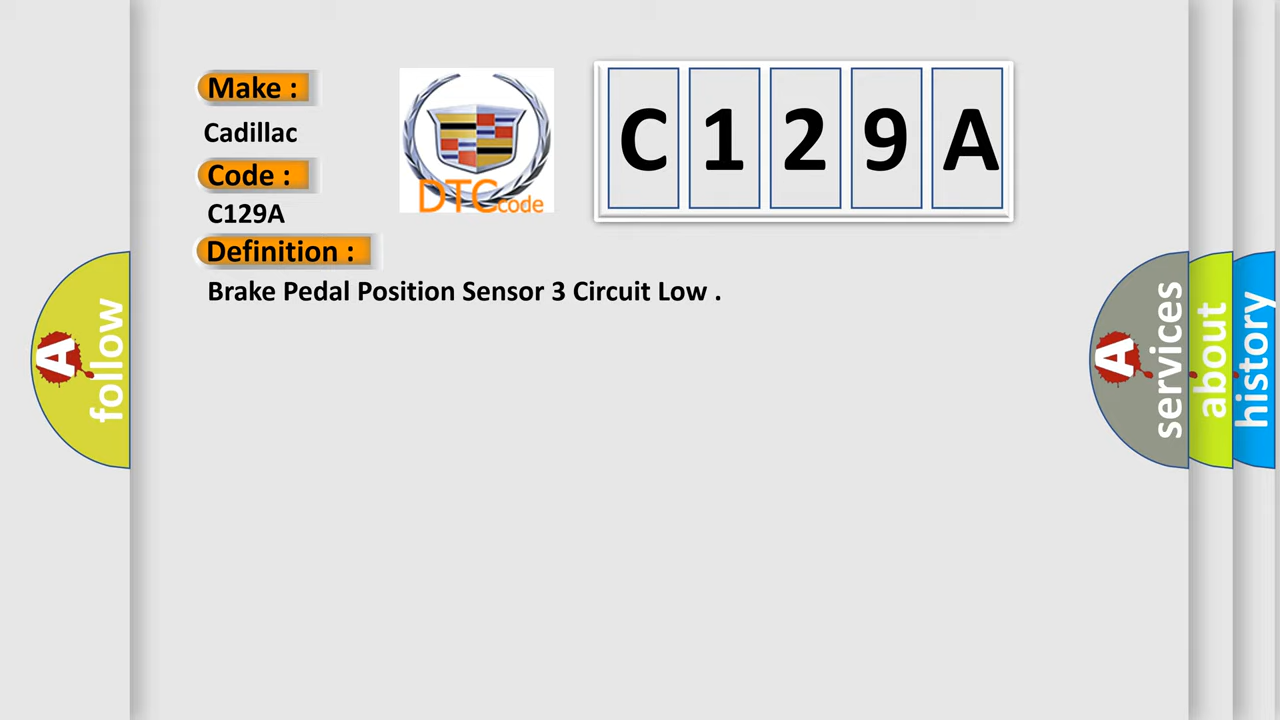 Make :
Cadillac
Code :
C129A
Definition :
Brake Pedal Position Sensor 3 Circuit Low .
DTC code
C 1 2 9 A
A follow
A services
about
history